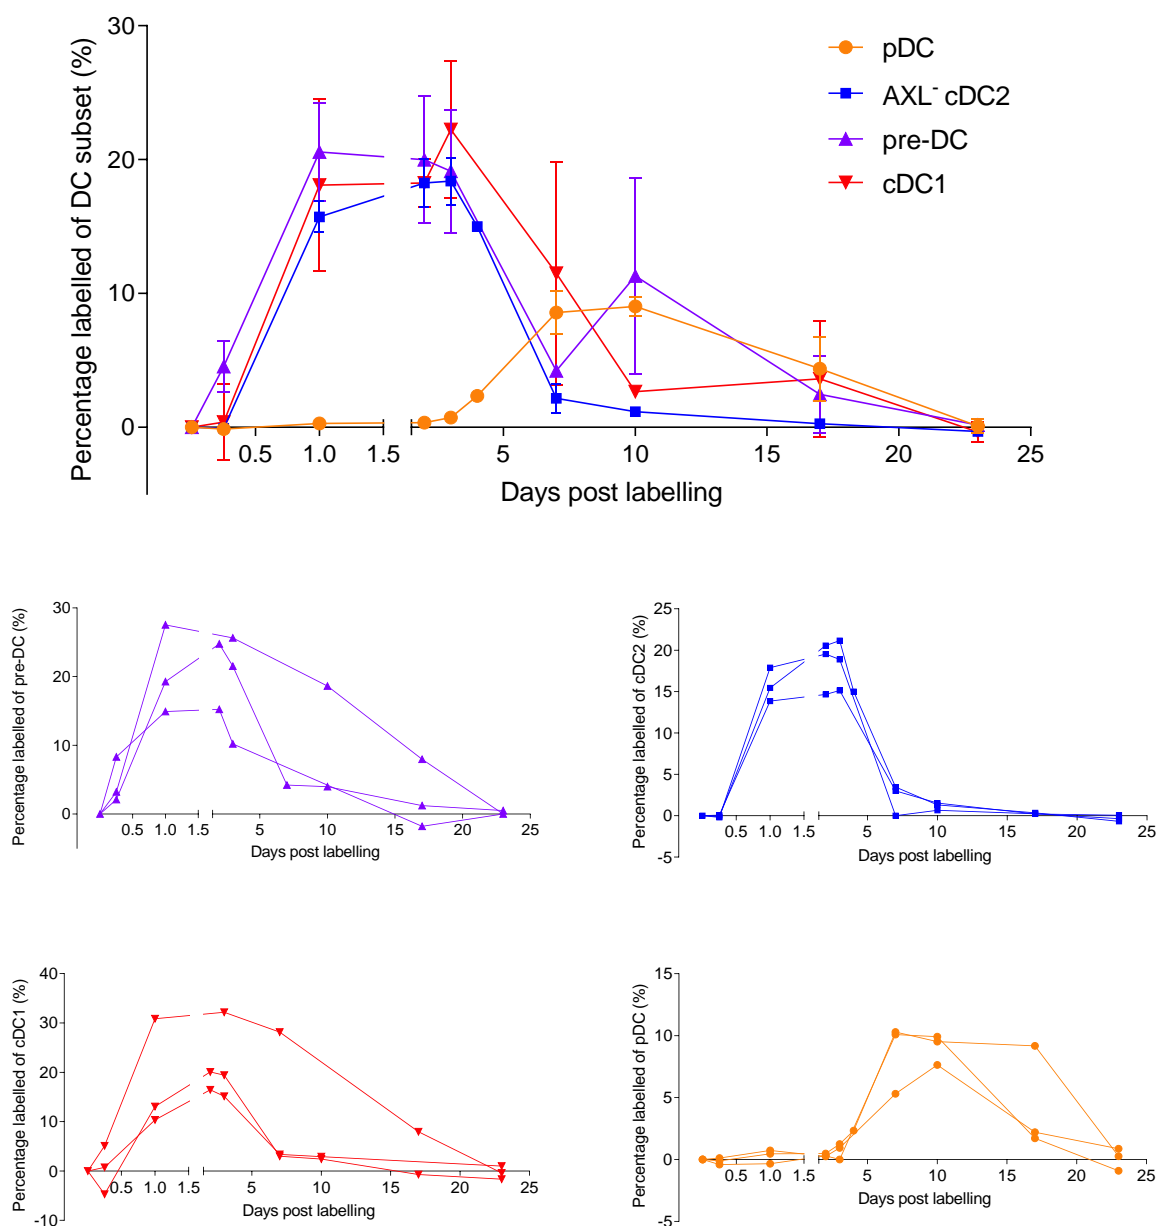 Percentage labelled of DC subset (%)
30
20
10
0
0.5 1.0 1.5 5 10 15 20 25
Days post labelling
pDC
AXL⁻ cDC2
pre-DC
cDC1
Percentage labelled of pre-DC (%)
30
20
10
0
0.5 1.0 1.5 5 10 15 20 25
Days post labelling
Percentage labelled of cDC2 (%)
25
20
15
10
5
0
-5
0.5 1.0 1.5 5 10 15 20 25
Days post labelling
Percentage labelled of cDC1 (%)
40
30
20
10
0
-10
0.5 1.0 1.5 5 10 15 20 25
Days post labelling
Percentage labelled of pDC (%)
15
10
5
0
-5
0.5 1.0 1.5 5 10 15 20 25
Days post labelling